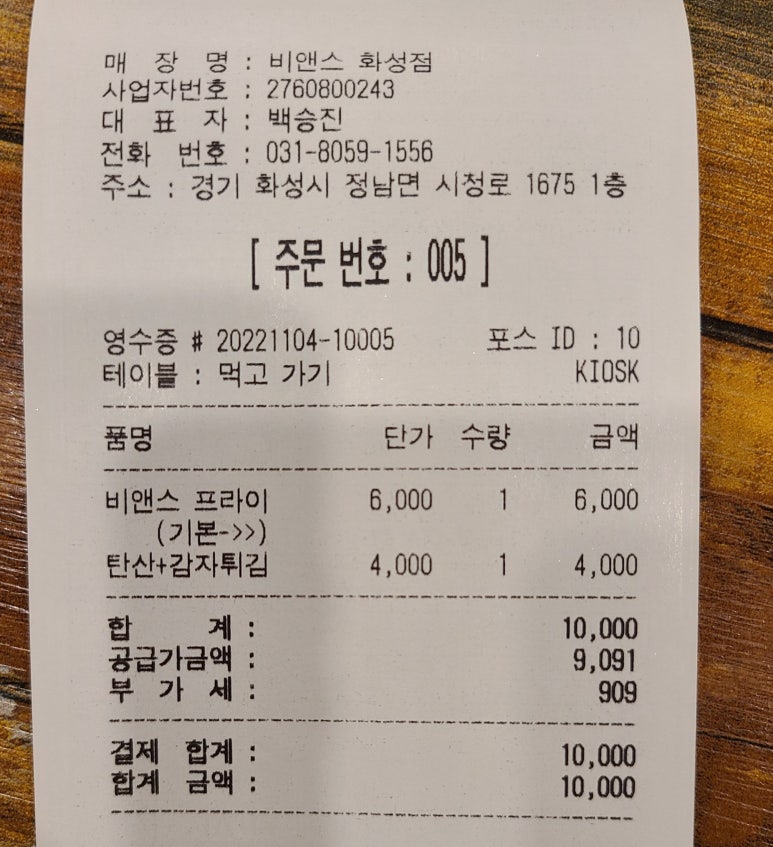 매 장 명 : 비앤스 화성점
사업자번호 : 2760800243
대 표 자 : 백승진
전화 번호 : 031-8059-1556
주소 : 경기 화성시 정남면 시청로 1675 1층
[ 주문 번호 : 005 ]
영수증 # 20221104-10005 포스 ID : 10
테이블 : 먹고 가기 KIOSK
품명 단가 수량 금액
비앤스 프라이 6,000 1 6,000
(기본->>)
탄산+감자튀김 4,000 1 4,000
합 계 : 10,000
공급가금액 : 9,091
부 가 세 : 909
결제 합계 : 10,000
합계 금액 : 10,000